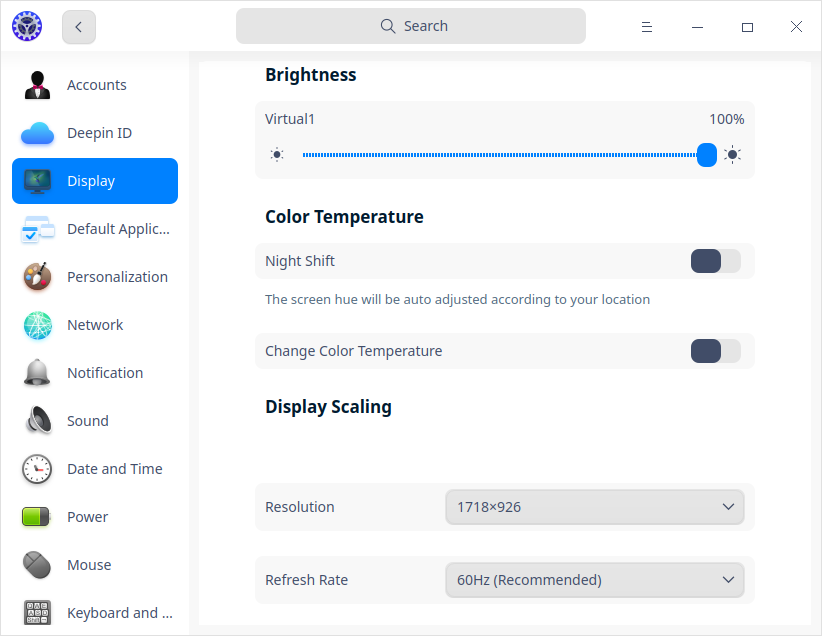 Search
Accounts
Deepin ID
Display
Default Applic...
Personalization
Network
Notification
Sound
Date and Time
Power
Mouse
Keyboard and ...
Brightness
Virtual1
100%
Color Temperature
Night Shift
The screen hue will be auto adjusted according to your location
Change Color Temperature
Display Scaling
Resolution
1718×926
Refresh Rate
60Hz (Recommended)